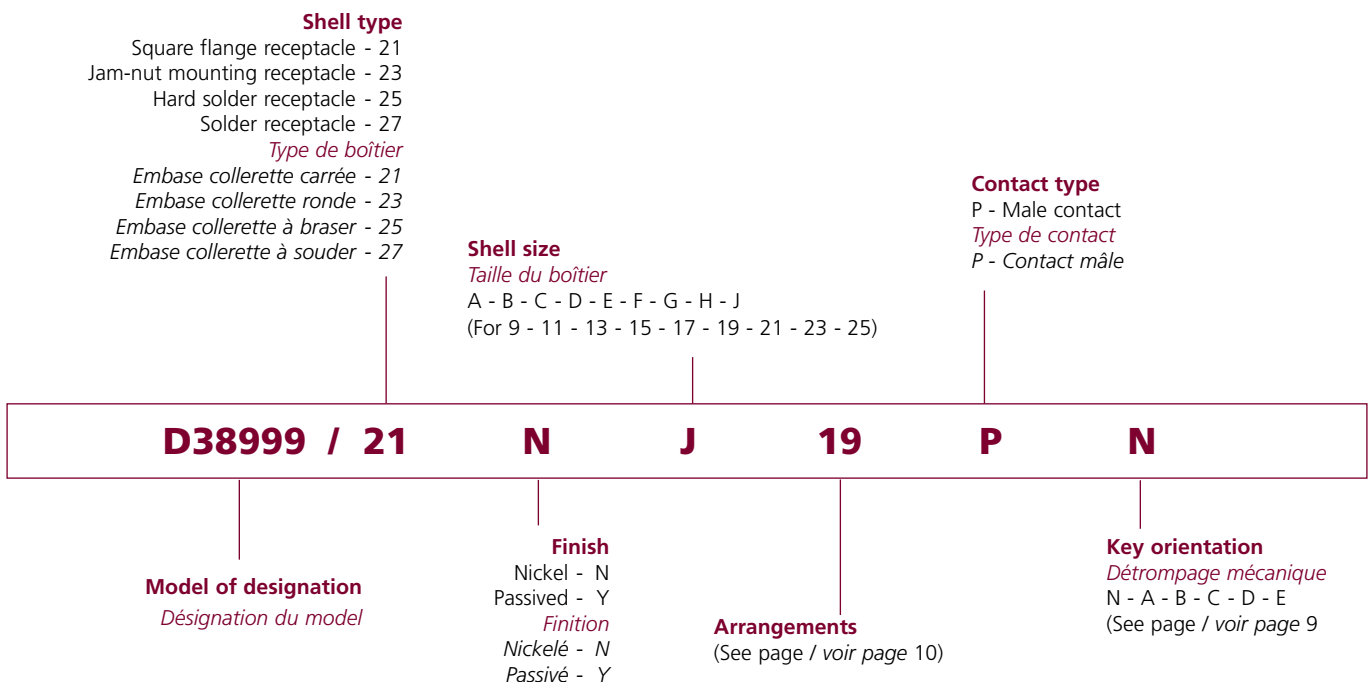 Shell type
Square flange receptacle - 21
Jam-nut mounting receptacle - 23
Hard solder receptacle - 25
Solder receptacle - 27
Type de boîtier
Embase collerette carrée - 21
Embase collerette ronde - 23
Embase collerette à braser - 25
Embase collerette à souder - 27
Shell size
Taille du boîtier
A - B - C - D - E - F - G - H - J
(For 9 - 11 - 13 - 15 - 17 - 19 - 21 - 23 - 25)
Contact type
P - Male contact
Type de contact
P - Contact mâle
D38999 / 21 N J 19 P N
Model of designation
Désignation du model
Finish
Nickel - N
Passived - Y
Finition
Nickelé - N
Passivé - Y
Arrangements
(See page / voir page 10)
Key orientation
Détrompage mécanique
N - A - B - C - D - E
(See page / voir page 9